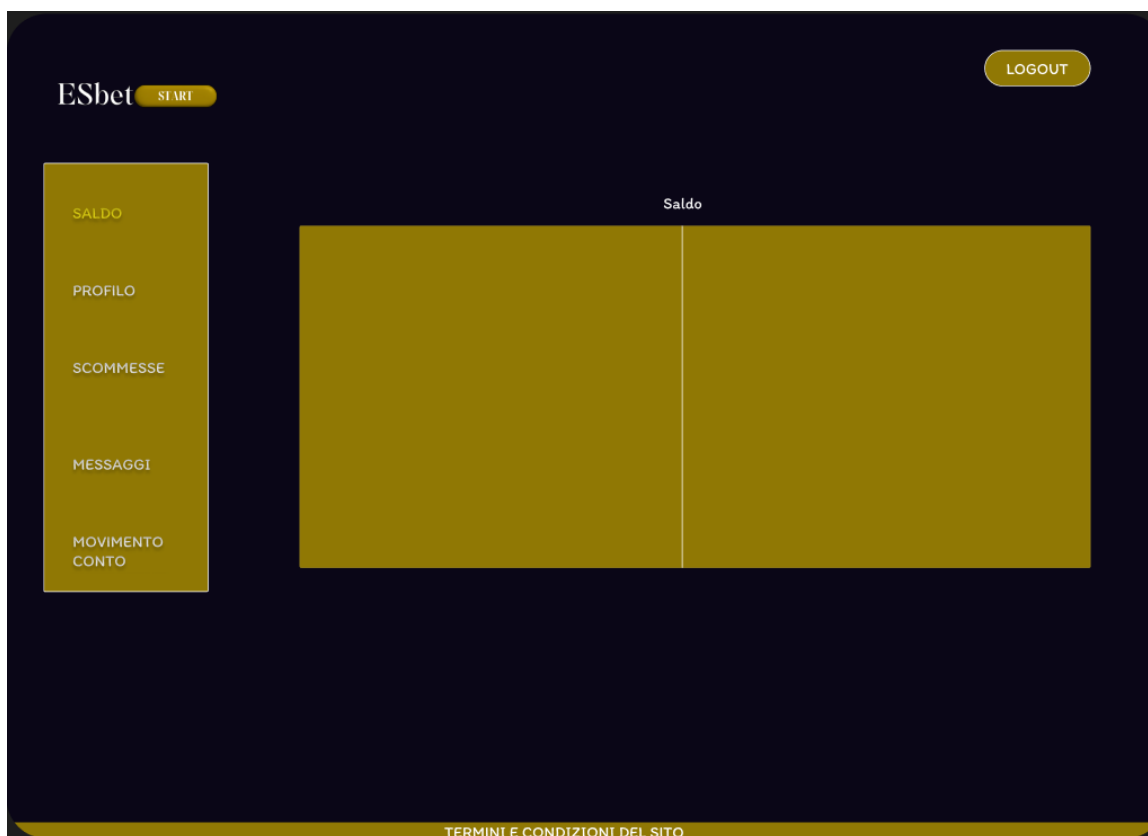 LOGOUT
ESbet START
SALDO
PROFILO
SCOMMESSE
MESSAGGI
MOVIMENTO
CONTO
Saldo
TERMINI E CONDIZIONI DEL SITO